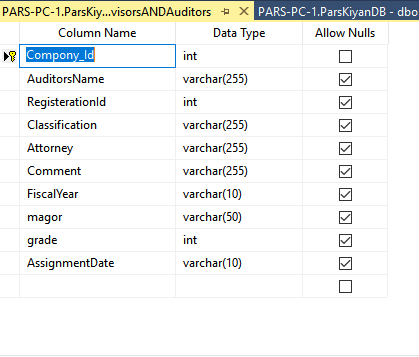 PARS-PC-1.ParsKiy...visorsANDAuditors PARS-PC-1.ParsKiyanDB - dbo
Column Name Data Type Allow Nulls
Compony_Id int
AuditorsName varchar(255)
RegisterationId int
Classification varchar(255)
Attorney varchar(255)
Comment varchar(255)
FiscalYear varchar(10)
magor varchar(50)
grade int
AssignmentDate varchar(10)